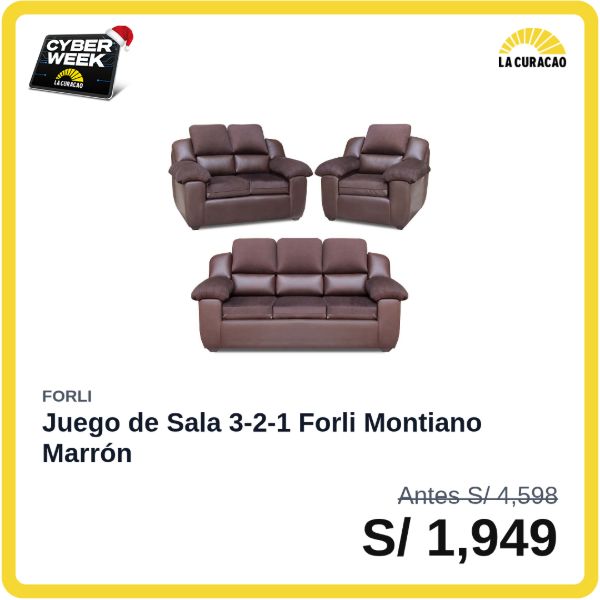 CYBER
WEEK
LA CURACAO
LA CURACAO
FORLI
Juego de Sala 3-2-1 Forli Montiano
Marrón
Antes S/ 4,598
S/ 1,949